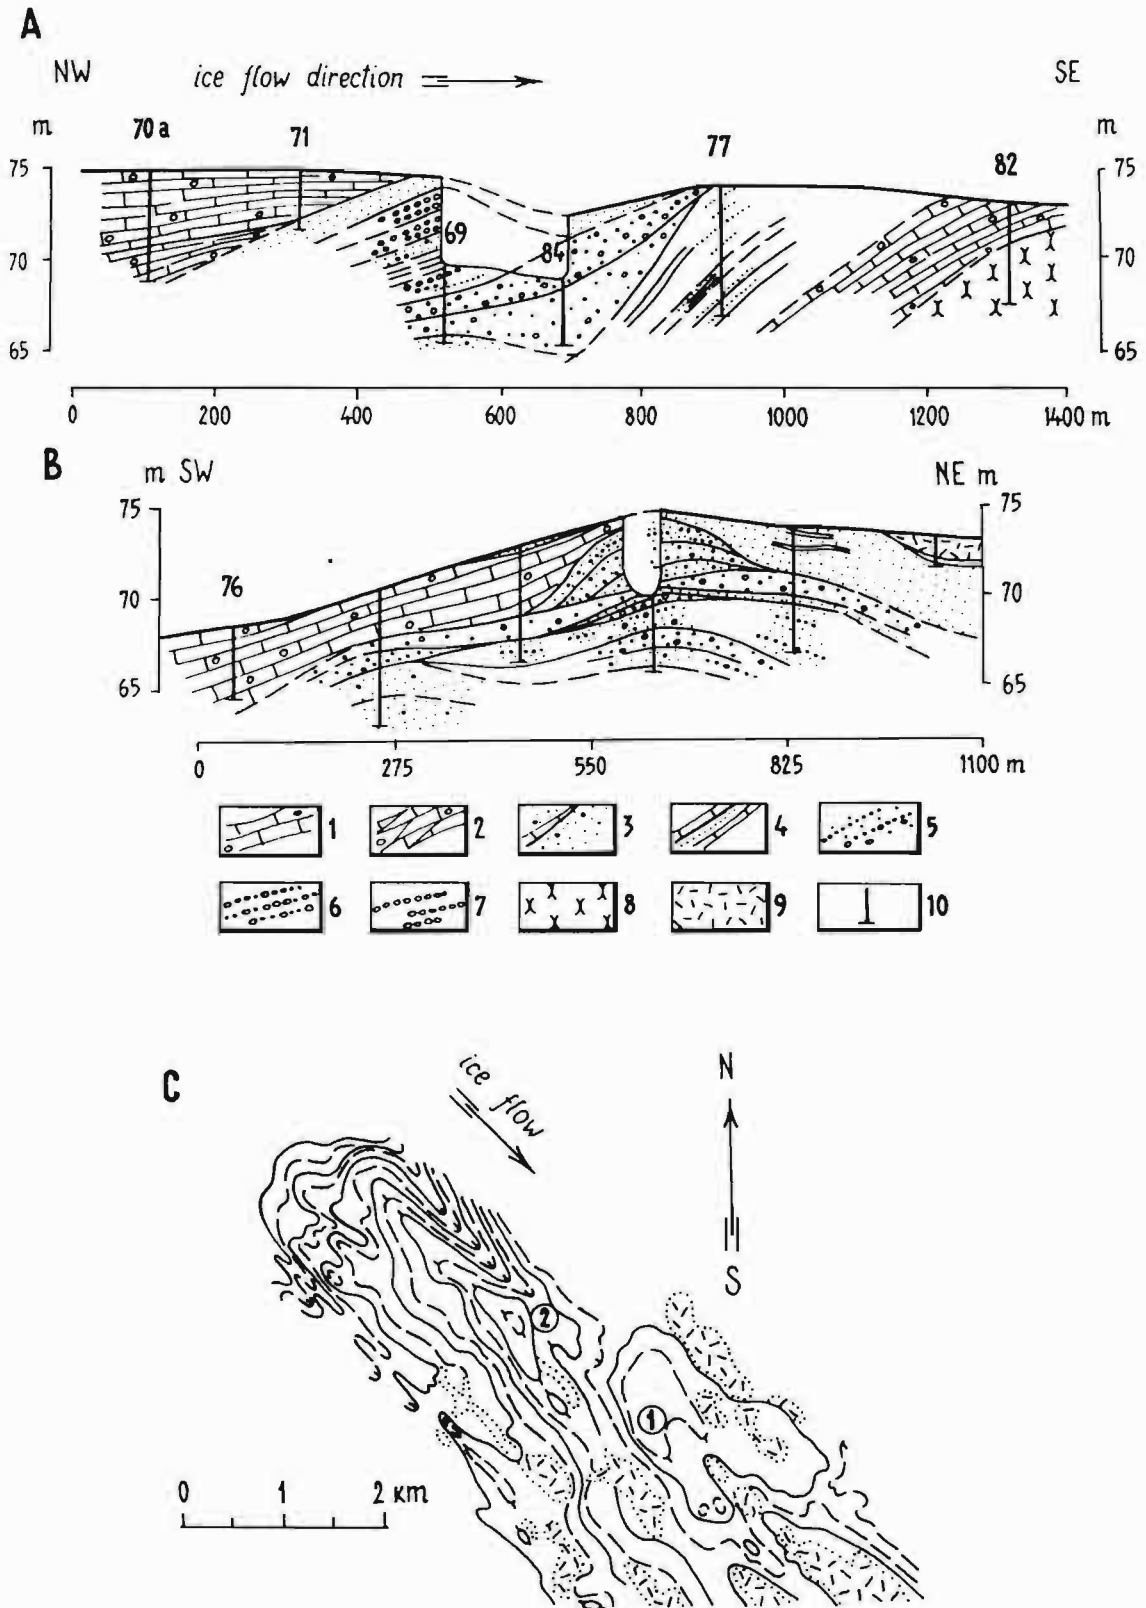 A
NW ice flow direction SE
m 70a 71 77 82 m
75 75
70 69 84 70
65 65
0 200 400 600 800 1000 1200 1400 m
B m SW NE m
75 75
76
70 70
65 65
0 275 550 825 1100 m
1 2 3 4 5
6 7 8 9 10
C ice flow N
S
2
1
0 1 2 км